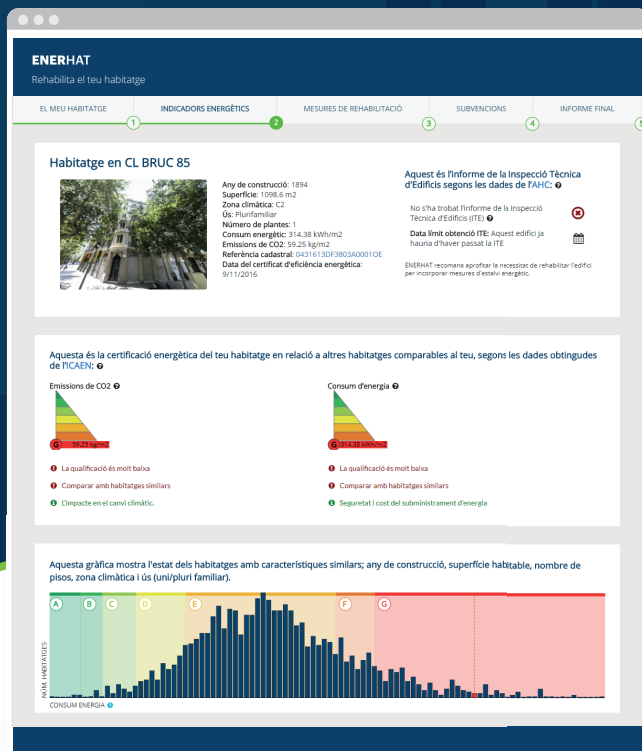 ENERHAT
Rehabilita el teu habitatge
EL MEU HABITATGE
INDICADORS ENERGÈTICS
MESURES DE REHABILITACIÓ
SUBVENCIONS
INFORME FINAL
1
2
3
4
5
Habitatge en CL BRUC 85
Any de construcció: 1894
Superfície: 1098.6 m2
Zona climàtica: C2
Ús: Plurifamiliar
Número de plantes: 1
Consum energètic: 314.38 kWh/m2
Emissions de CO2: 59.25 kg/m2
Referència cadastral: 0431613DF3803A0001OE
Data del certificat d'eficiència energètica:
9/11/2016
Aquest és l'informe de la Inspecció Tècnica
d'Edificis segons les dades de l'AHC: ?
No s'ha trobat l'informe de la Inspecció
Tècnica d'Edificis (ITE) ?
Data límit obtenció ITE: Aquest edifici ja
hauria d'haver passat la ITE
ENERHAT recomana aprofitar la necessitat de rehabilitar l'edifici
per incorporar mesures d'estalvi energètic.
Aquesta és la certificació energètica del teu habitatge en relació a altres habitatges comparables al teu, segons les dades obtingudes
de l'ICAEN: ?
Emissions de CO2 ?
G 59.25 kg/m2
La qualificació és molt baixa
Comparar amb habitatges similars
L'impacte en el canvi climàtic.
Consum d'energia ?
G 314.38 kWh/m2
La qualificació és molt baixa
Comparar amb habitatges similars
Seguretat i cost del subministrament d'energia
Aquesta gràfica mostra l'estat dels habitatges amb característiques similars; any de construcció, superfície habitable, nombre de
pisos, zona climàtica i ús (uni/pluri familiar).
A B C D E F G
NÚM. HABITATGES
CONSUM ENERGIA ?